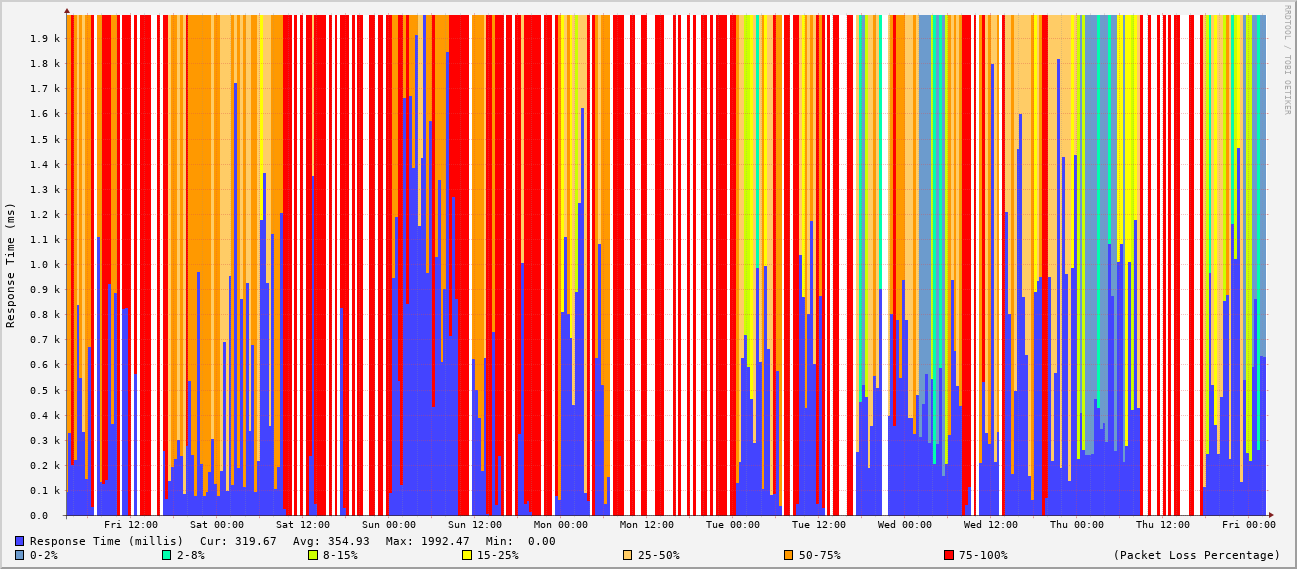 RRDTOOL / TOBI OETIKER
Response Time (ms)
1.9 k
1.8 k
1.7 k
1.6 k
1.5 k
1.4 k
1.3 k
1.2 k
1.1 k
1.0 k
0.9 k
0.8 k
0.7 k
0.6 k
0.5 k
0.4 k
0.3 k
0.2 k
0.1 k
0.0
Fri 12:00 Sat 00:00 Sat 12:00 Sun 00:00 Sun 12:00 Mon 00:00 Mon 12:00 Tue 00:00 Tue 12:00 Wed 00:00 Wed 12:00 Thu 00:00 Thu 12:00 Fri 00:00
Response Time (millis) Cur: 319.67 Avg: 354.93 Max: 1992.47 Min: 0.00
0-2% 2-8% 8-15% 15-25% 25-50% 50-75% 75-100% (Packet Loss Percentage)